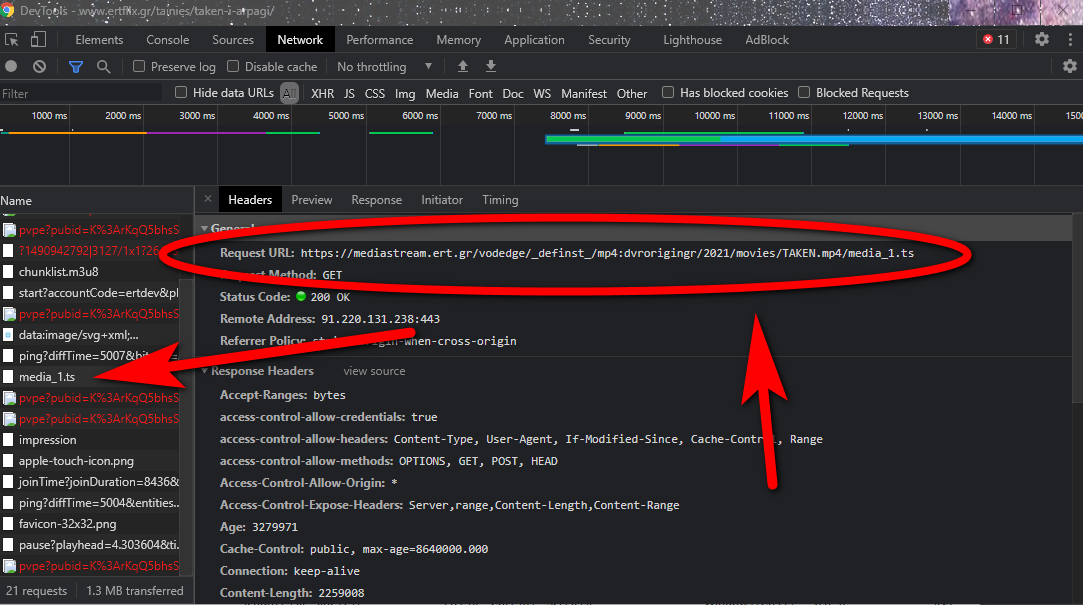 DevTools - www.ertflix.gr/tainies/taken-i-arpagi/
Elements Console Sources Network Performance Memory Application Security Lighthouse AdBlock 11
Preserve log Disable cache No throttling
Filter Hide data URLs All XHR JS CSS Img Media Font Doc WS Manifest Other Has blocked cookies Blocked Requests
1000 ms 2000 ms 3000 ms 4000 ms 5000 ms 6000 ms 7000 ms 8000 ms 9000 ms 10000 ms 11000 ms 12000 ms 13000 ms 14000 ms 1500
Name
pvpe?pubid=K%3ArKgQ5bhsS
?1490942792|3127/1x1?26
chunklist.m3u8
start?accountCode=ertdev&pl
pvpe?pubid=K%3ArKgQ5bhsS
data:image/svg+xml;...
ping?diffTime=5007&bit
media_1.ts
pvpe?pubid=K%3ArKgQ5bhsS
pvpe?pubid=K%3ArKgQ5bhsS
impression
apple-touch-icon.png
joinTime?joinDuration=8436&
ping?diffTime=5004&entities...
favicon-32x32.png
pause?playhead=4.303604&ti...
pvpe?pubid=K%3ArKgQ5bhsS
21 requests 1.3 MB transferred
× Headers Preview Response Initiator Timing
General
Request URL: https://mediastream.ert.gr/vodedge/_definst_/mp4:dvrorigingr/2021/movies/TAKEN.mp4/media_1.ts
Request Method: GET
Status Code: 200 OK
Remote Address: 91.220.131.238:443
Referrer Policy: strict-origin-when-cross-origin
Response Headers view source
Accept-Ranges: bytes
access-control-allow-credentials: true
access-control-allow-headers: Content-Type, User-Agent, If-Modified-Since, Cache-Control, Range
access-control-allow-methods: OPTIONS, GET, POST, HEAD
Access-Control-Allow-Origin: *
Access-Control-Expose-Headers: Server,range,Content-Length,Content-Range
Age: 3279971
Cache-Control: public, max-age=8640000.000
Connection: keep-alive
Content-Length: 2259008